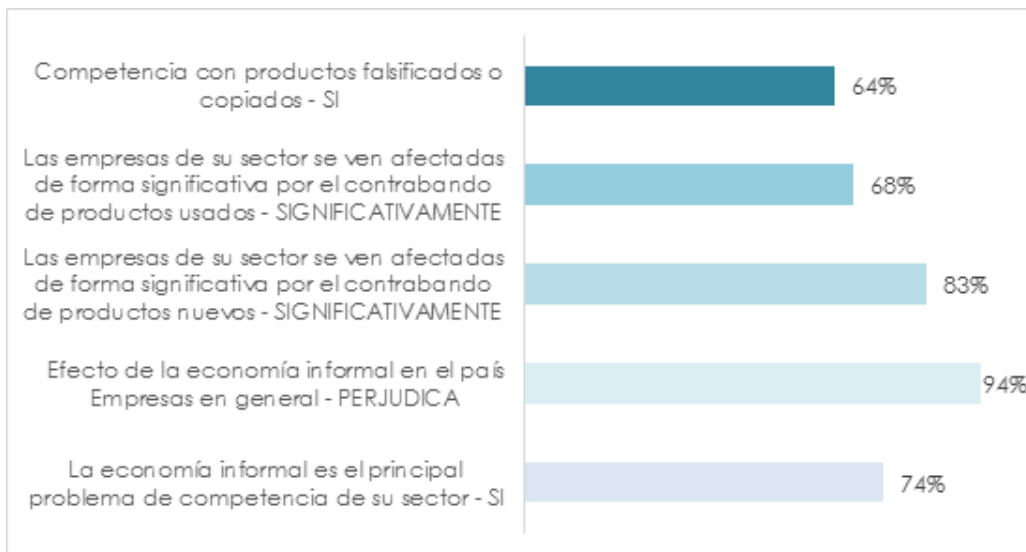 Competencia con productos falsificados o
copiados - SI
64%
Las empresas de su sector se ven afectadas
de forma significativa por el contrabando
de productos usados - SIGNIFICATIVAMENTE
68%
Las empresas de su sector se ven afectadas
de forma significativa por el contrabando
de productos nuevos - SIGNIFICATIVAMENTE
83%
Efecto de la economía informal en el país
Empresas en general - PERJUDICA
94%
La economía informal es el principal
problema de competencia de su sector - SI
74%